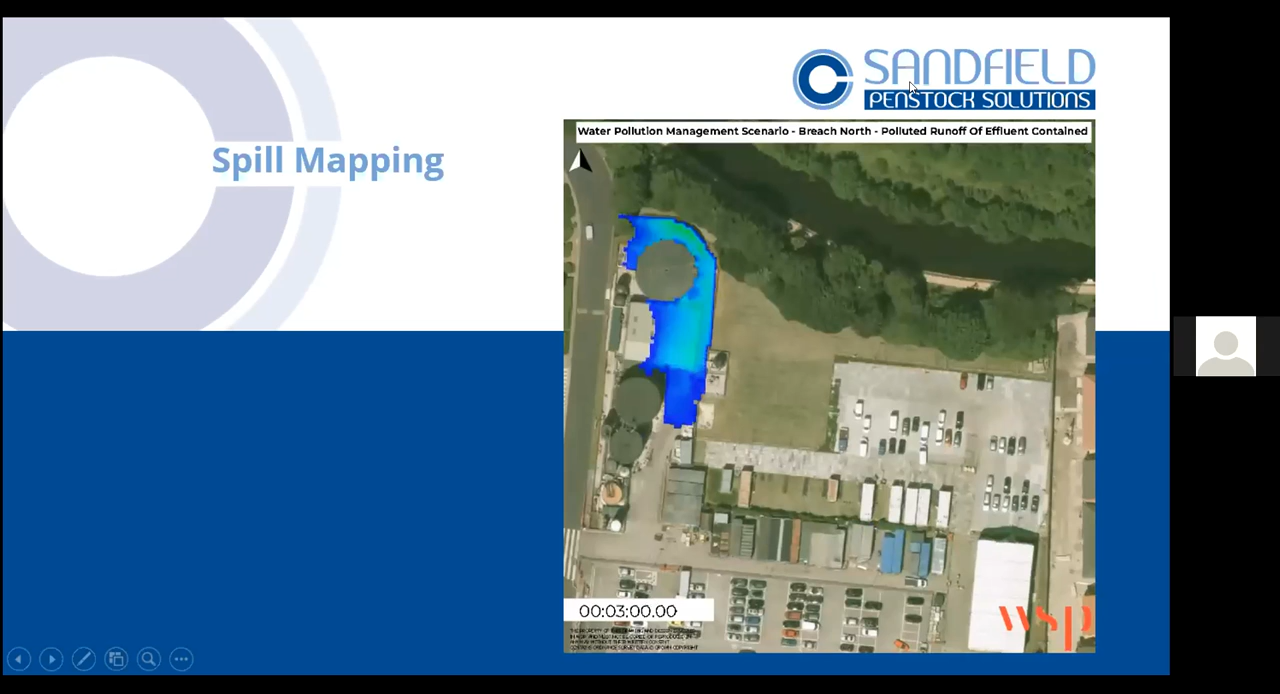 SANDFIELD
PENSTOCK SOLUTIONS
Water Pollution Management Scenario - Breach North - Polluted Runoff Of Effluent Contained
Spill Mapping
00:03:00.00
wsp